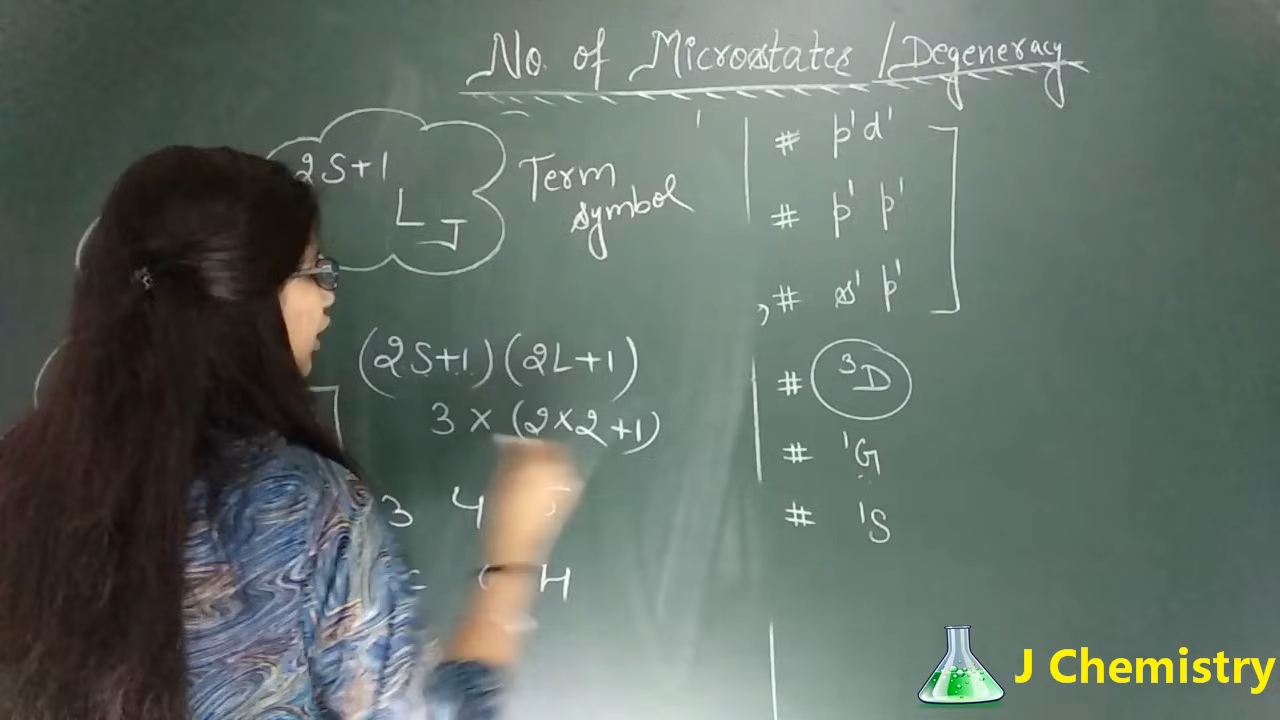 No. of Microstates / Degeneracy
2S+1
L J
Term
symbol
(2S+1) (2L+1)
3 × (2×2+1)
3 4 5
H
# p¹d¹
# p¹ p¹
, # s¹ p¹
# ³D
# ¹G
# ¹S
J Chemistry